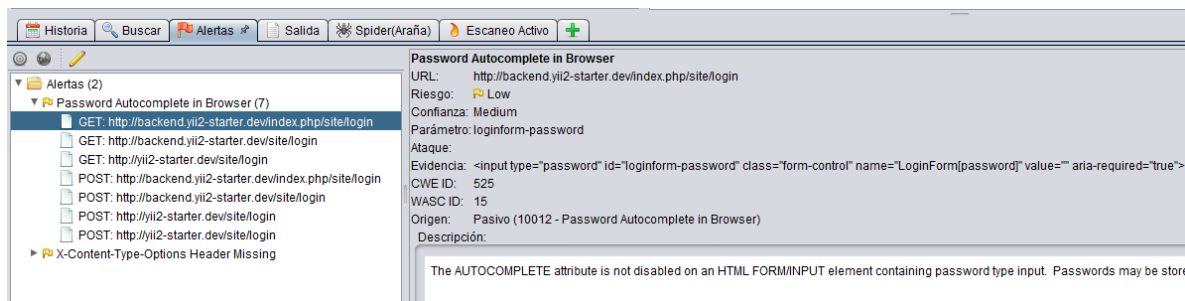 Historia Buscar Alertas Salida Spider(Araña) Escaneo Activo
Alertas (2)
Password Autocomplete in Browser (7)
GET: http://backend.yii2-starter.dev/index.php/site/login
GET: http://backend.yii2-starter.dev/site/login
GET: http://yii2-starter.dev/site/login
POST: http://backend.yii2-starter.dev/index.php/site/login
POST: http://backend.yii2-starter.dev/site/login
POST: http://yii2-starter.dev/site/login
POST: http://yii2-starter.dev/site/login
X-Content-Type-Options Header Missing
Password Autocomplete in Browser
URL: http://backend.yii2-starter.dev/index.php/site/login
Riesgo: Low
Confianza: Medium
Parámetro: loginform-password
Ataque:
Evidencia: <input type="password" id="loginform-password" class="form-control" name="LoginForm[password]" value="" aria-required="true">
CWE ID: 525
WASC ID: 15
Origen: Pasivo (10012 - Password Autocomplete in Browser)
Descripción:
The AUTOCOMPLETE attribute is not disabled on an HTML FORM/INPUT element containing password type input. Passwords may be store